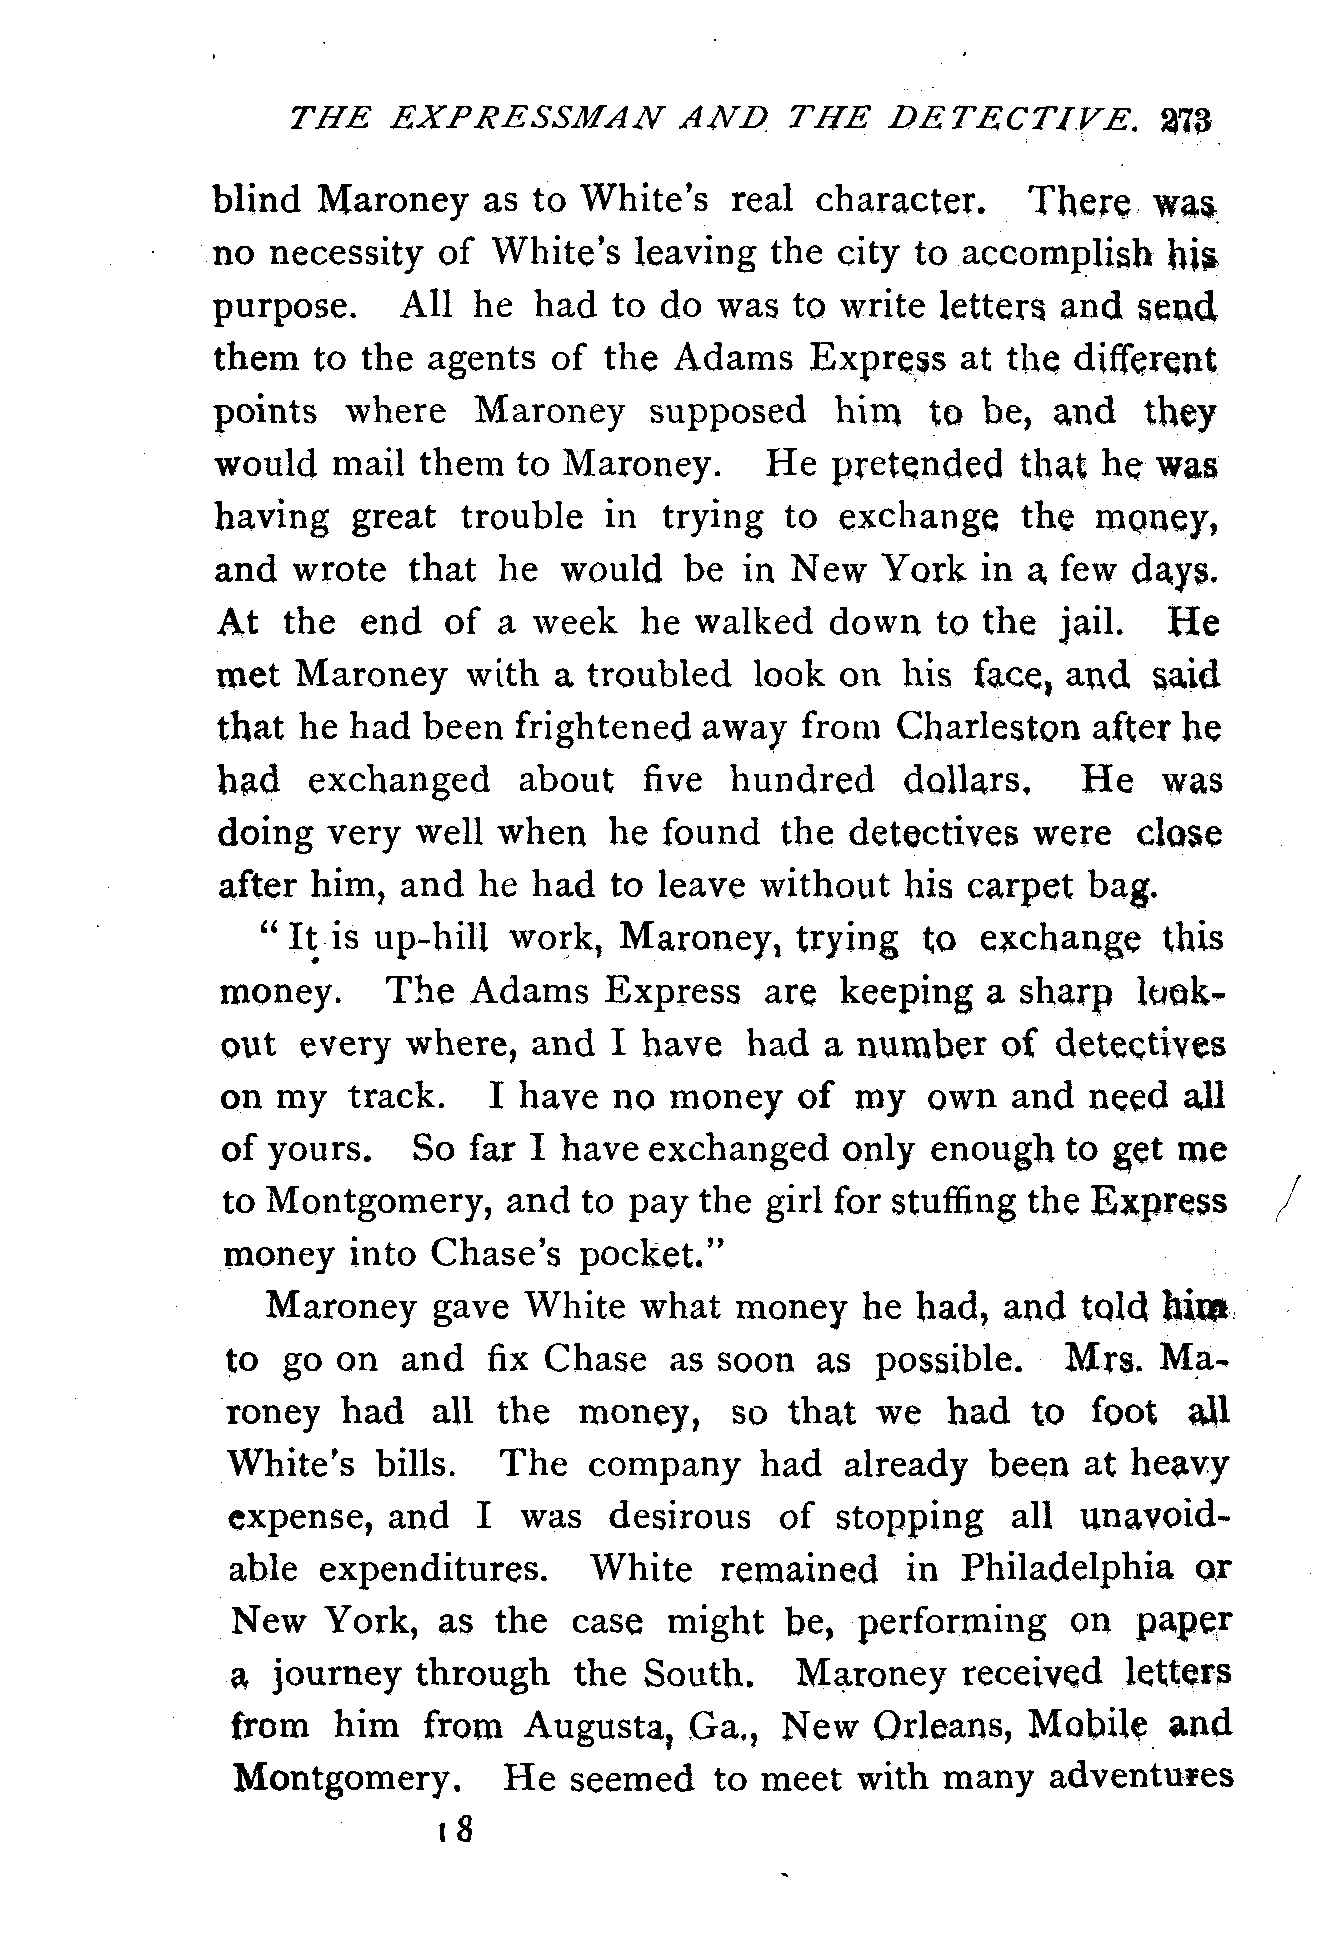 THE EXPRESSMAN AND THE DETECTIVE. 273
blind Maroney as to White's real character. There was
no necessity of White's leaving the city to accomplish his
purpose. All he had to do was to write letters and send
them to the agents of the Adams Express at the different
points where Maroney supposed him to be, and they
would mail them to Maroney. He pretended that he was
having great trouble in trying to exchange the money,
and wrote that he would be in New York in a few days.
At the end of a week he walked down to the jail. He
met Maroney with a troubled look on his face, and said
that he had been frightened away from Charleston after he
had exchanged about five hundred dollars. He was
doing very well when he found the detectives were close
after him, and he had to leave without his carpet bag.
"It is up-hill work, Maroney, trying to exchange this
money. The Adams Express are keeping a sharp look-
out every where, and I have had a number of detectives
on my track. I have no money of my own and need all
of yours. So far I have exchanged only enough to get me
to Montgomery, and to pay the girl for stuffing the Express
money into Chase's pocket."
Maroney gave White what money he had, and told him
to go on and fix Chase as soon as possible. Mrs. Ma-
roney had all the money, so that we had to foot all
White's bills. The company had already been at heavy
expense, and I was desirous of stopping all unavoid-
able expenditures. White remained in Philadelphia or
New York, as the case might be, performing on paper
a journey through the South. Maroney received letters
from him from Augusta, Ga., New Orleans, Mobile and
Montgomery. He seemed to meet with many adventures
18